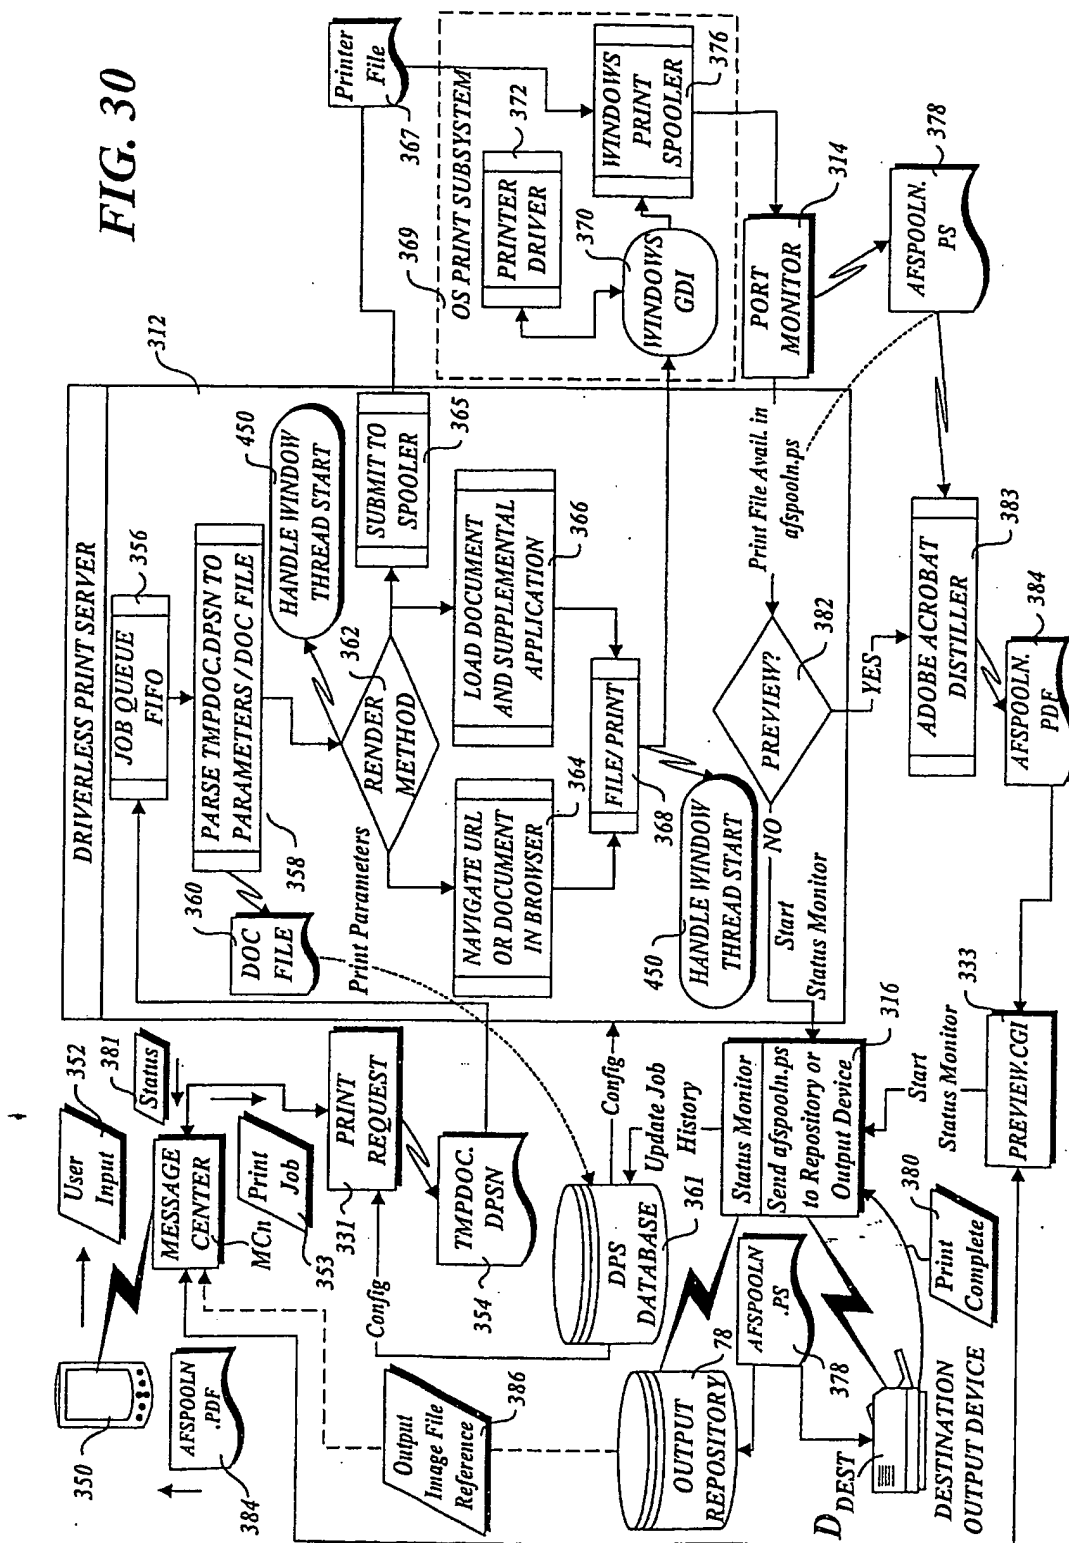 FIG. 30
350
AFSPOOLN
.PDF
384
User
Input
352
Status
381
MESSAGE
CENTER
MCn
Print
Job
353
PRINT
REQUEST
331
Config
TMPDOC.
DPSN
354
Output
Image File
Reference
386
DPS
DATABASE
361
Config
Update Job
History
OUTPUT
REPOSITORY
78
AFSPOOLN
.PS
378
Status Monitor
Send afspooln.ps
to Repository or
Output Device
316
Print
Complete
380
DDEST
DESTINATION
OUTPUT DEVICE
DRIVERLESS PRINT SERVER
312
JOB QUEUE
FIFO
356
PARSE TMPDOC.DPSN TO
PARAMETERS / DOC FILE
358
DOC
FILE
360
Print Parameters
RENDER
METHOD
362
HANDLE WINDOW
THREAD START
450
SUBMIT TO
SPOOLER
365
NAVIGATE URL
OR DOCUMENT
IN BROWSER
364
LOAD DOCUMENT
AND SUPPLEMENTAL
APPLICATION
366
FILE/PRINT
368
HANDLE WINDOW
THREAD START
450
Printer
File
367
OS PRINT SUBSYSTEM
369
PRINTER
DRIVER
372
WINDOWS
GDI
370
WINDOWS
PRINT
SPOOLER
376
PORT
MONITOR
314
AFSPOOLN.
PS
378
Print File Avail. in
afspooln.ps
PREVIEW?
382
NO
YES
Start
Status Monitor
ADOBE ACROBAT
DISTILLER
383
AFSPOOLN.
PDF
384
Start
Status Monitor
PREVIEW.CGI
333